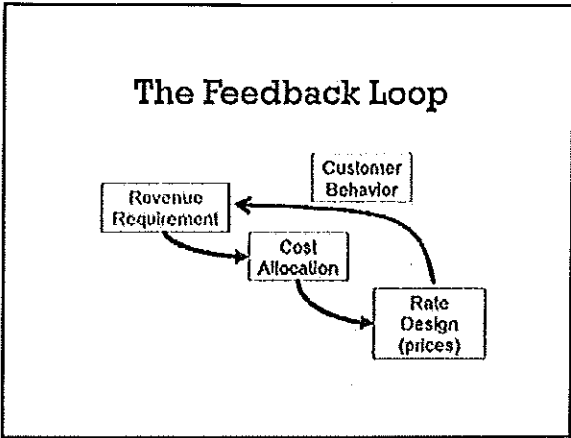 The Feedback Loop
Customer
Behavior
Revenue
Requirement
Cost
Allocation
Rate
Design
(prices)